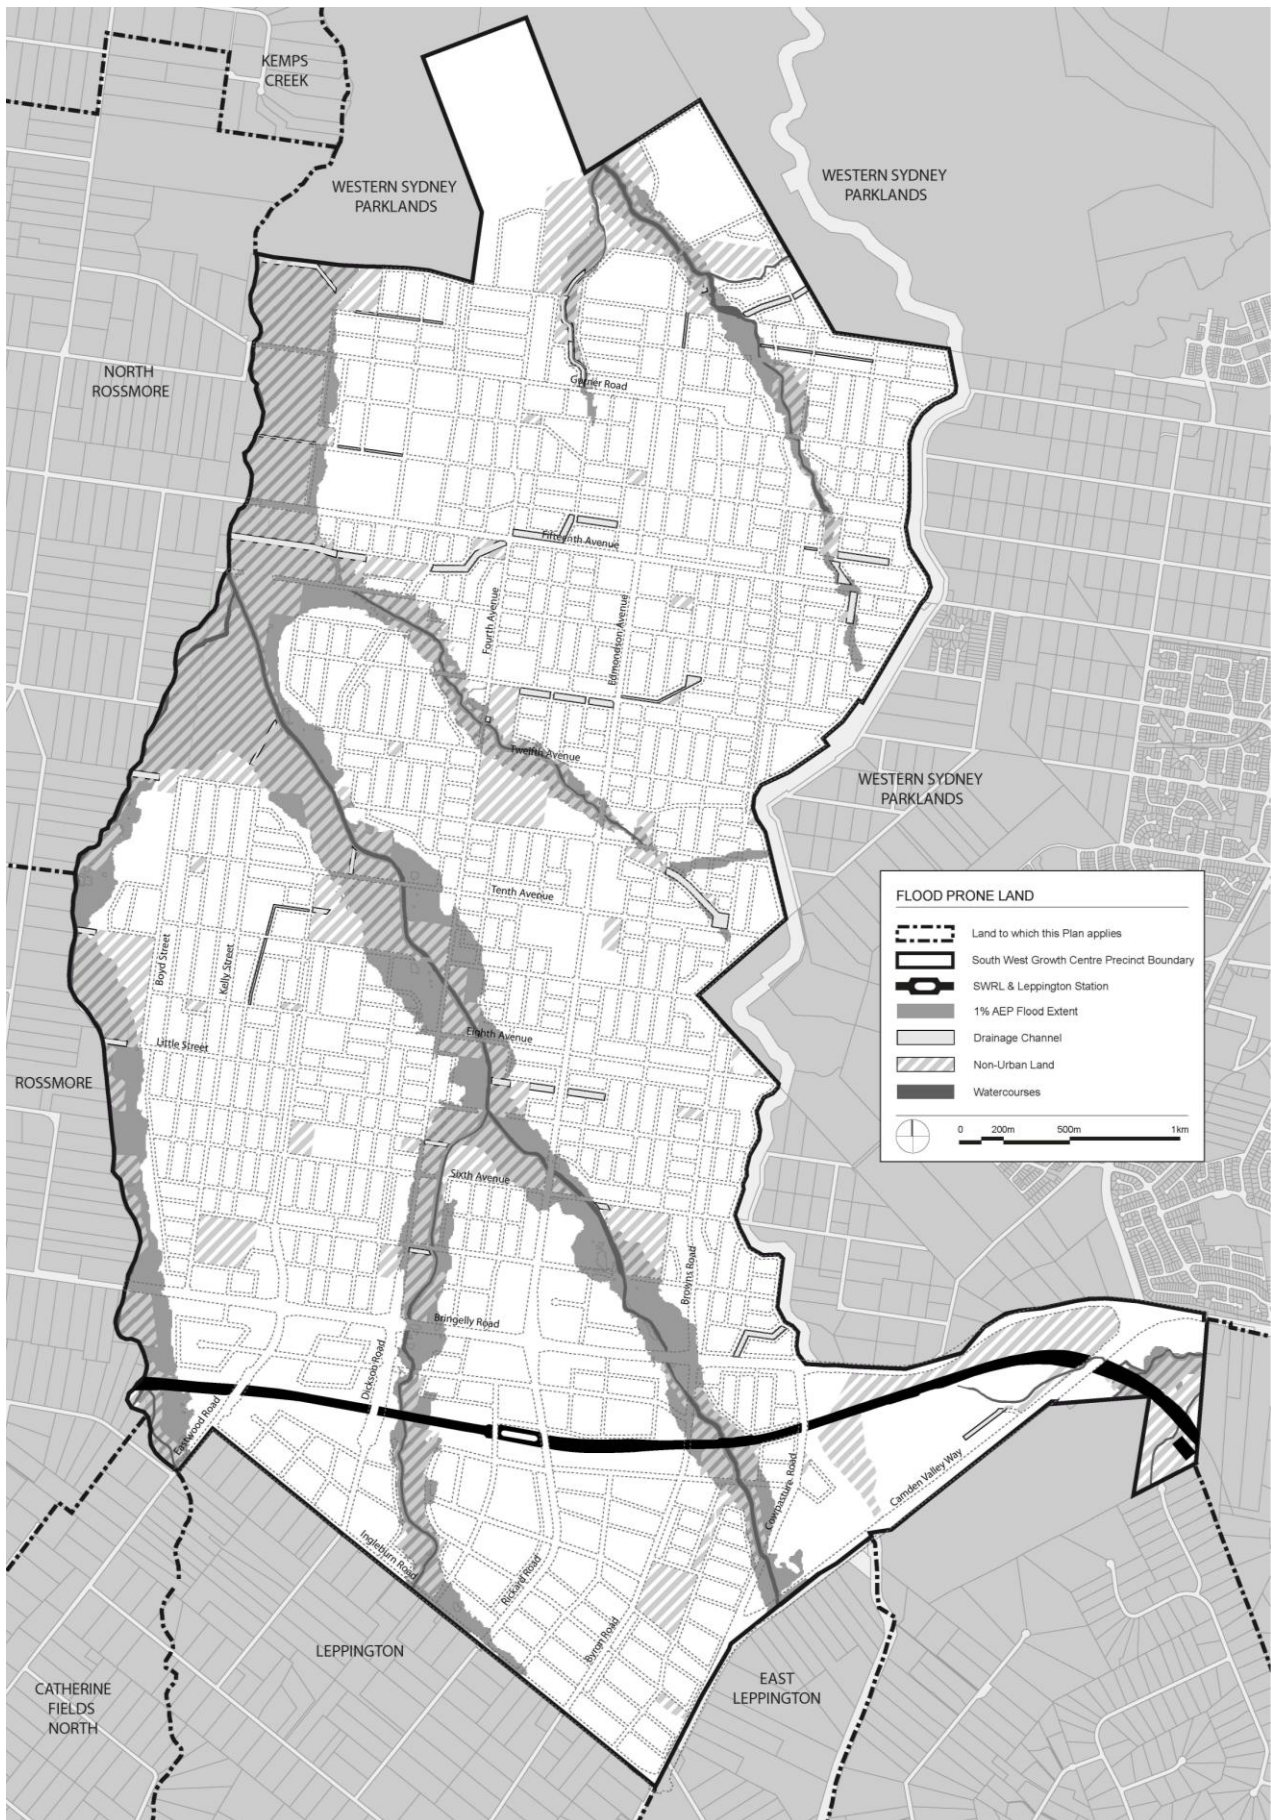 KEMPS
CREEK
WESTERN SYDNEY
PARKLANDS
WESTERN SYDNEY
PARKLANDS
NORTH
ROSSMORE
Gurner Road
Fifteenth Avenue
Fourth Avenue
Edmondson Avenue
Twelfth Avenue
WESTERN SYDNEY
PARKLANDS
Tenth Avenue
Boyd Street
Kelly Street
Eighth Avenue
Little Street
ROSSMORE
Sixth Avenue
Browns Road
Bringelly Road
Dickson Road
Eastwood Road
Cowpasture Road
Camden Valley Way
Ingleburn Road
Rickard Road
Byron Road
LEPPINGTON
EAST
LEPPINGTON
CATHERINE
FIELDS
NORTH
FLOOD PRONE LAND
Land to which this Plan applies
South West Growth Centre Precinct Boundary
SWRL & Leppington Station
1% AEP Flood Extent
Drainage Channel
Non-Urban Land
Watercourses
0 200m 500m 1km